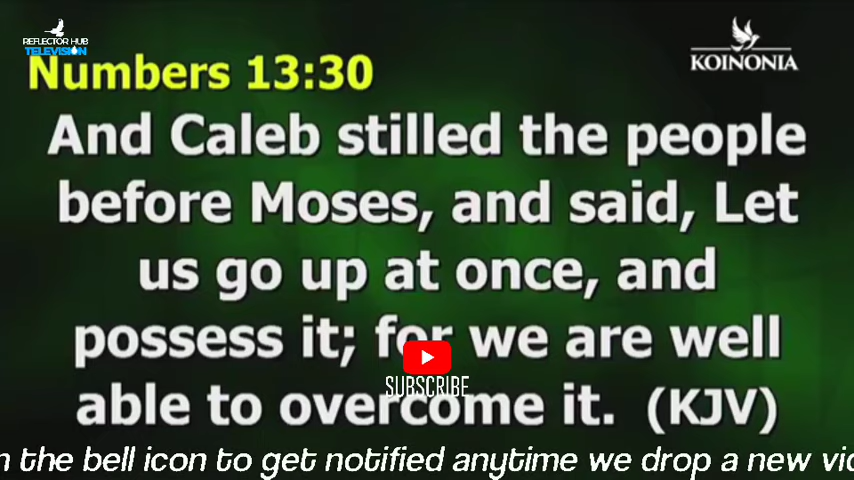 REFLECTOR HUB
TELEVISION
KOINONIA
Numbers 13:30
And Caleb stilled the people
before Moses, and said, Let
us go up at once, and
possess it; for we are well
able to overcome it. (KJV)
SUBSCRIBE
the bell icon to get notified anytime we drop a new